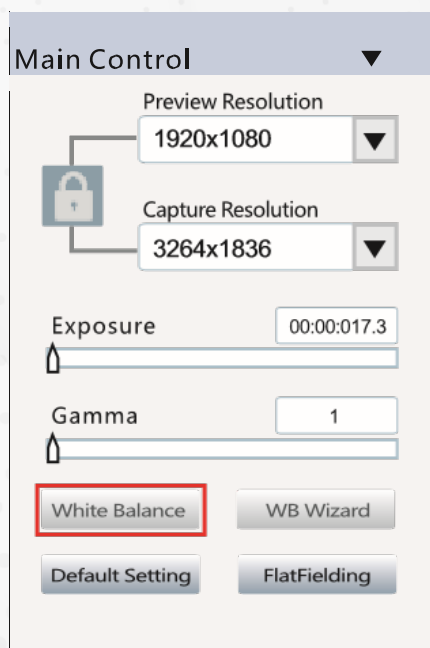 Main Control
Preview Resolution
1920x1080
Capture Resolution
3264x1836
Exposure 00:00:017.3
Gamma 1
White Balance WB Wizard
Default Setting FlatFielding